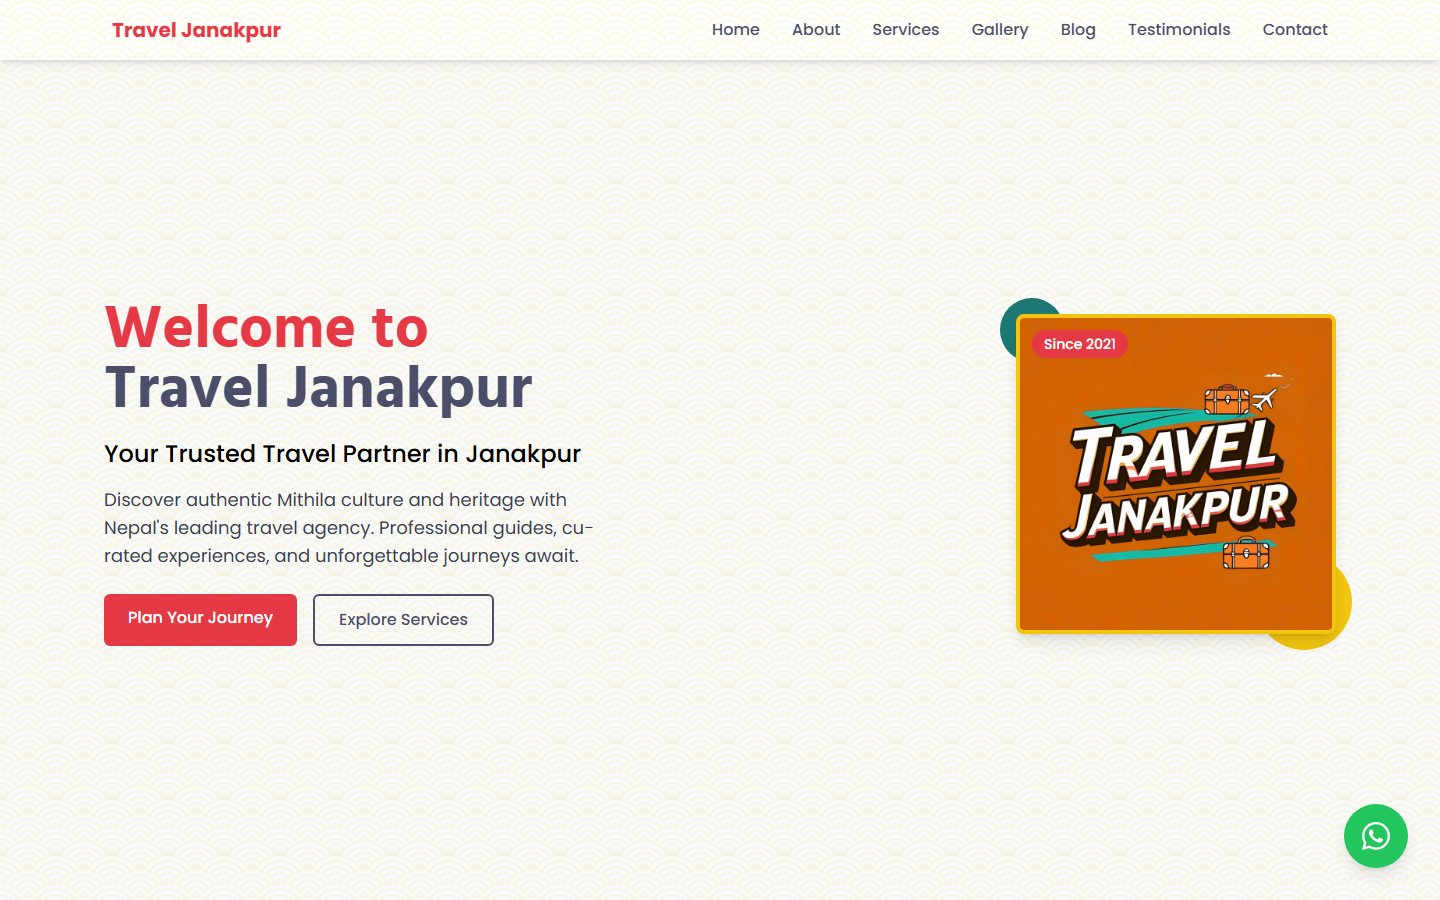 Travel Janakpur
Home About Services Gallery Blog Testimonials Contact
Welcome to
Travel Janakpur
Your Trusted Travel Partner in Janakpur
Discover authentic Mithila culture and heritage with
Nepal's leading travel agency. Professional guides, cu-
rated experiences, and unforgettable journeys await.
Plan Your Journey
Explore Services
Since 2021
TRAVEL
JANAKPUR